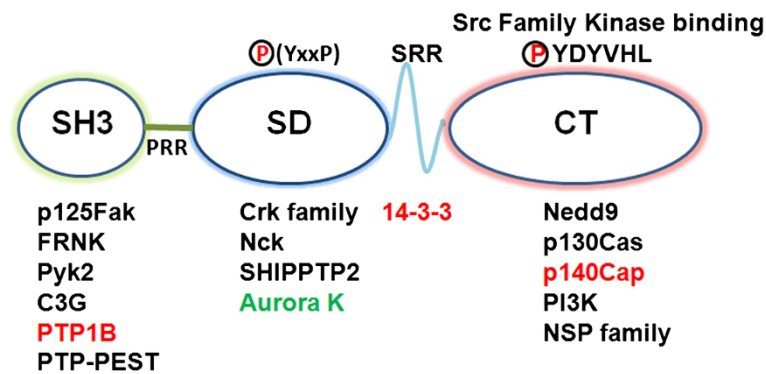 Src Family Kinase binding
P (YxxP) SRR P YDYVHL
SH3 PRR SD CT
p125Fak Crk family 14-3-3 Nedd9
FRNK Nck p130Cas
Pyk2 SHIPPTP2 p140Cap
C3G Aurora K PI3K
PTP1B NSP family
PTP-PEST